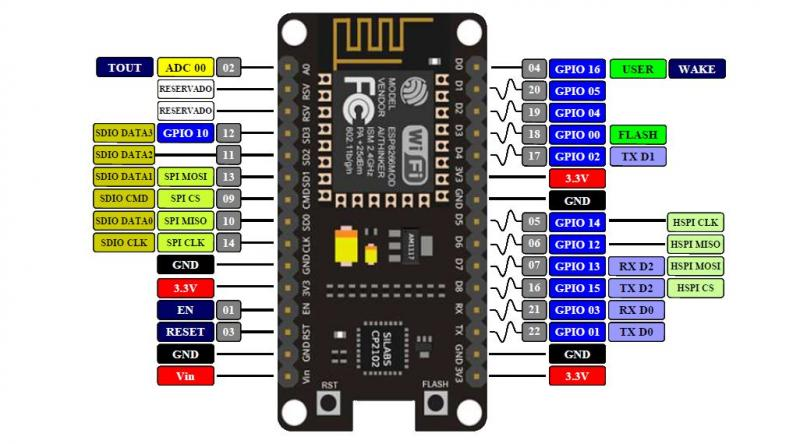 TOUT ADC 00 02 A0
RESERVADO RSV
RESERVADO RSV
SDIO DATA3 GPIO 10 12 SD3
SDIO DATA2 11 SD2
SDIO DATA1 SPI MOSI 13 SD1
SDIO CMD SPI CS 09 CMD
SDIO DATA0 SPI MISO 10 SD0
SDIO CLK SPI CLK 14 CLK
GND GND
3.3V 3V3
EN 01 EN
RESET 03 RST
GND GND
Vin Vin
D0 04 GPIO 16 USER WAKE
D1 20 GPIO 05
D2 19 GPIO 04
D3 18 GPIO 00 FLASH
D4 17 GPIO 02 TX D1
3V3 3.3V
GND GND
D5 05 GPIO 14 HSPI CLK
D6 06 GPIO 12 HSPI MISO
D7 07 GPIO 13 RX D2 HSPI MOSI
D8 16 GPIO 15 TX D2 HSPI CS
RX 21 GPIO 03 RX D0
TX 22 GPIO 01 TX D0
GND GND
3V3 3.3V
MODEL ESP8266MOD
VENDOR AI/THINKER
ISM 2.4GHz
PA +25dBm
802.11b/g/n
FC
Wi Fi
AM1117
SILABS
CP2102
RST
FLASH